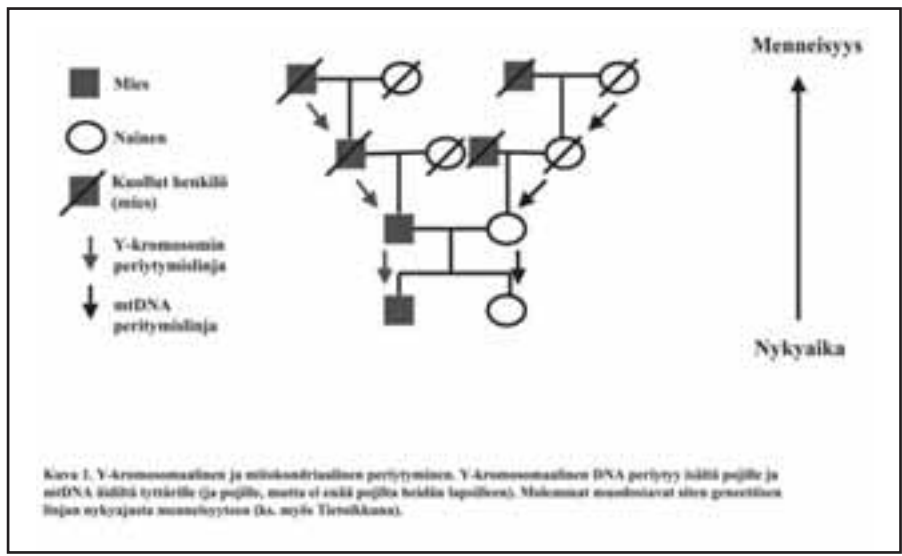 Menneisyys
Mies
Nainen
Kuollut henkilö
(mies)
Y-kromosomin
periytymislinja
mtDNA
peritymislinja
Nykyaika
Kuva 1. Y-kromosomaalinen ja mitokondriaalinen periytyminen. Y-kromosomaalinen DNA periytyy isältä pojille ja
mtDNA äidiltä tyttärille (ja pojille, mutta ei enää pojilta heidän lapsilleen). Molemmat muodostavat siten geneettisen
linjan nykyajasta menneisyyteen (ks. myös Tietoikkuna).